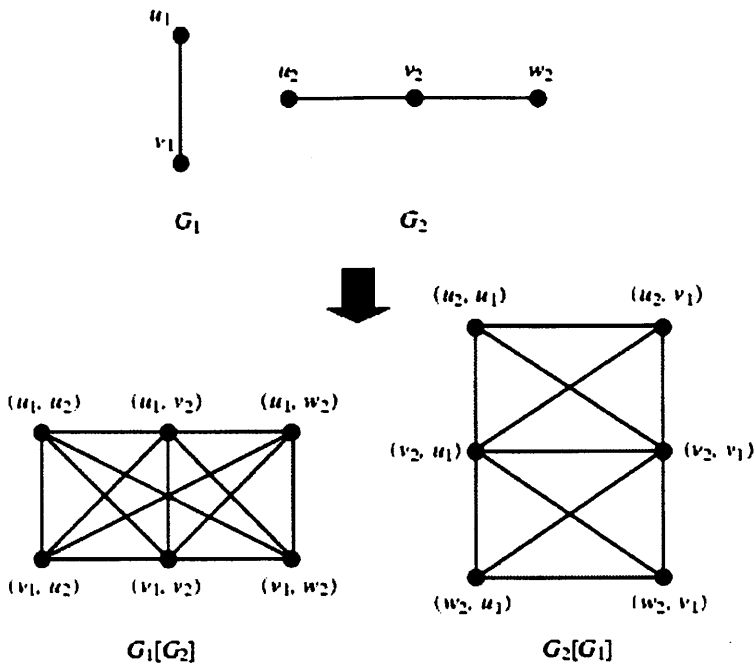 u₁
u₂ v₂ w₂
v₁
G₁ G₂
(u₂, u₁) (u₂, v₁)
(u₁, u₂) (u₁, v₂) (u₁, w₂)
(v₂, u₁) (v₂, v₁)
(v₁, u₂) (v₁, v₂) (v₁, w₂)
(w₂, u₁) (w₂, v₁)
G₁[G₂] G₂[G₁]